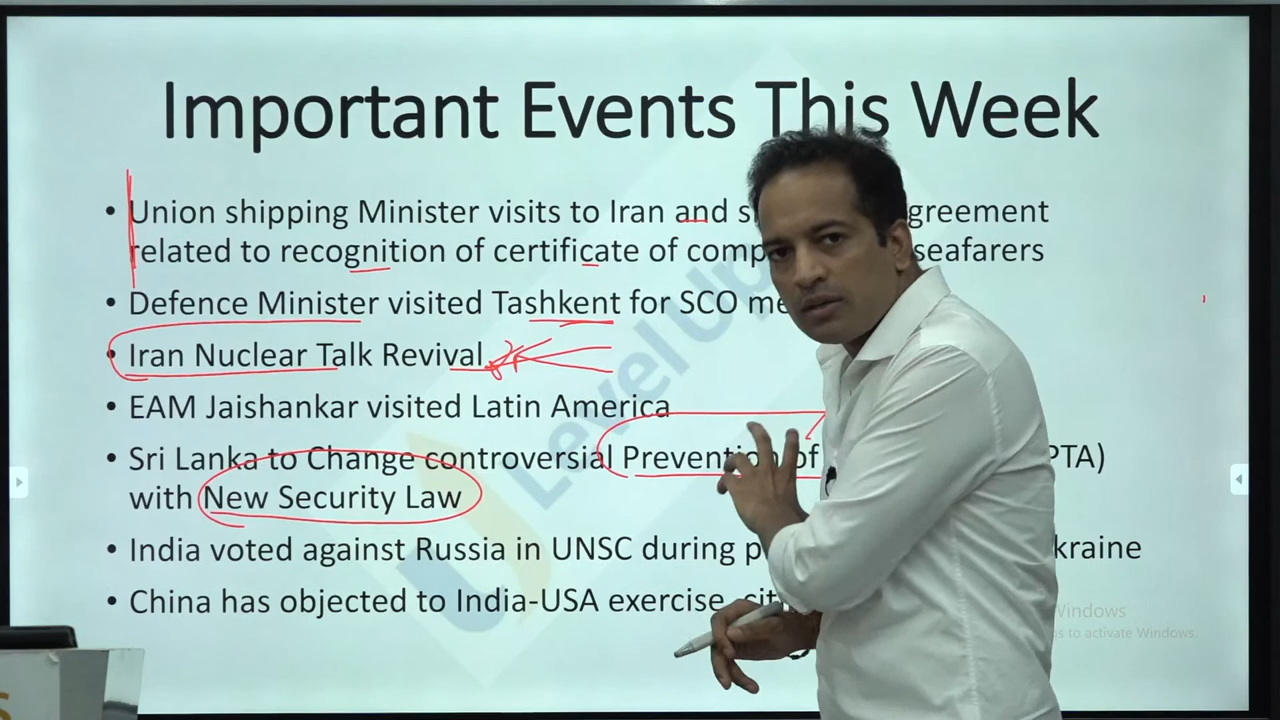 Important Events This Week
• Union shipping Minister visits to Iran and greement
related to recognition of certificate of comp seafarers
• Defence Minister visited Tashkent for SCO me
• Iran Nuclear Talk Revival
• EAM Jaishankar visited Latin America
• Sri Lanka to Change controversial Prevention of PTA)
with New Security Law
• India voted against Russia in UNSC during p kraine
• China has objected to India-USA exercise, cit
Windows
s to activate Windows.
Level Up
S